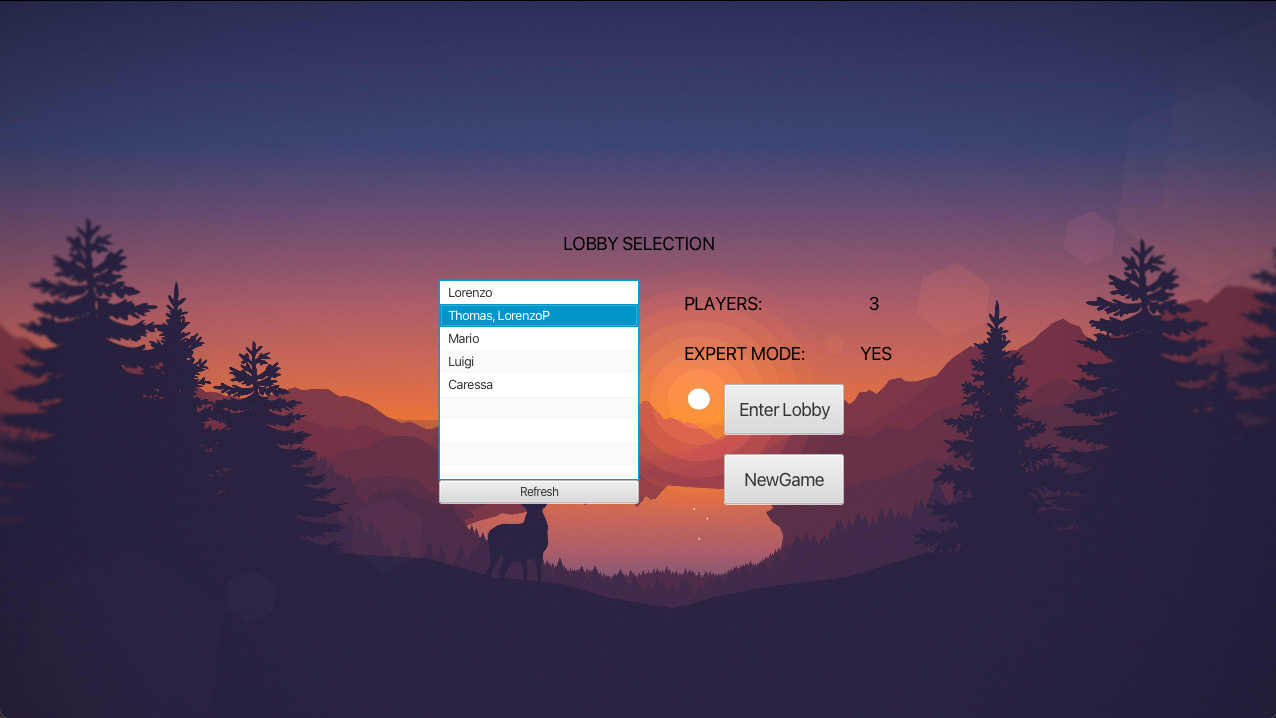 LOBBY SELECTION
Lorenzo
Thomas, LorenzoP
Mario
Luigi
Caressa
Refresh
PLAYERS: 3
EXPERT MODE: YES
Enter Lobby
NewGame